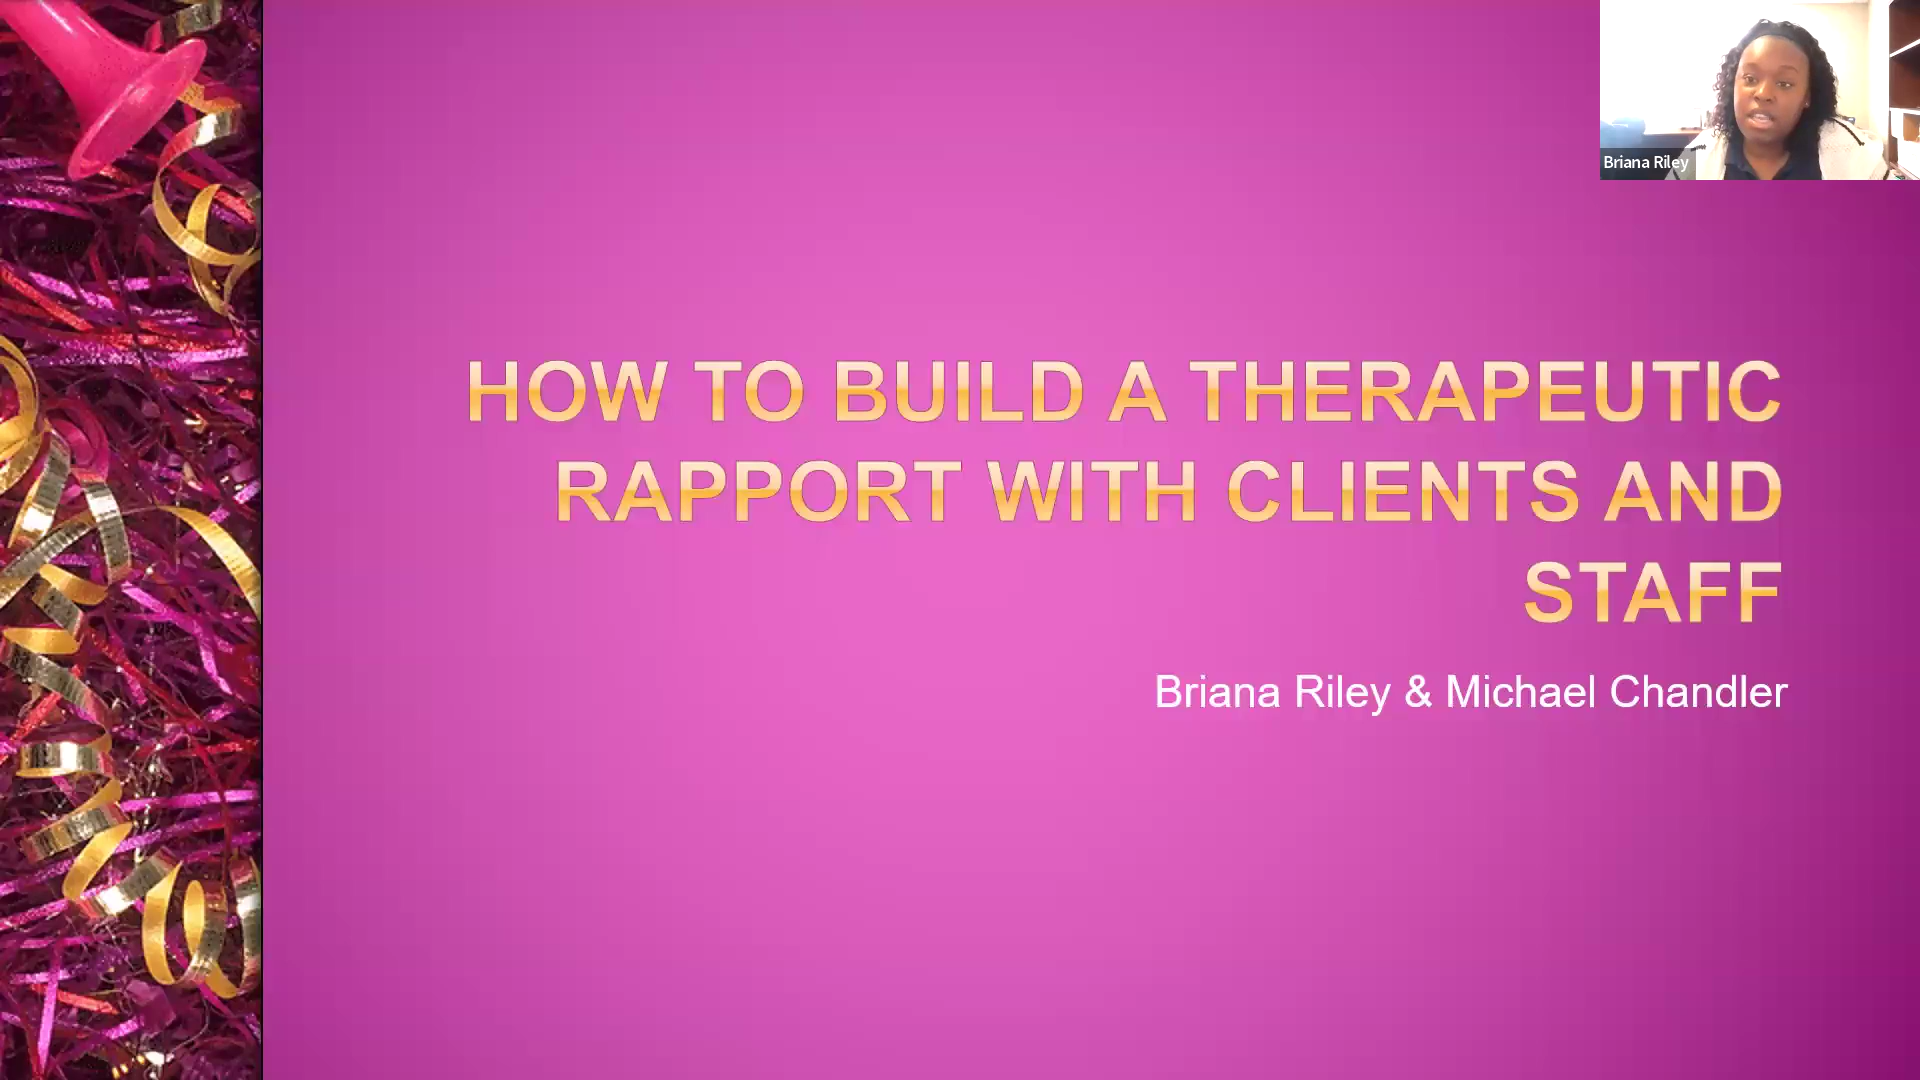 Briana Riley
HOW TO BUILD A THERAPEUTIC
RAPPORT WITH CLIENTS AND
STAFF
Briana Riley & Michael Chandler